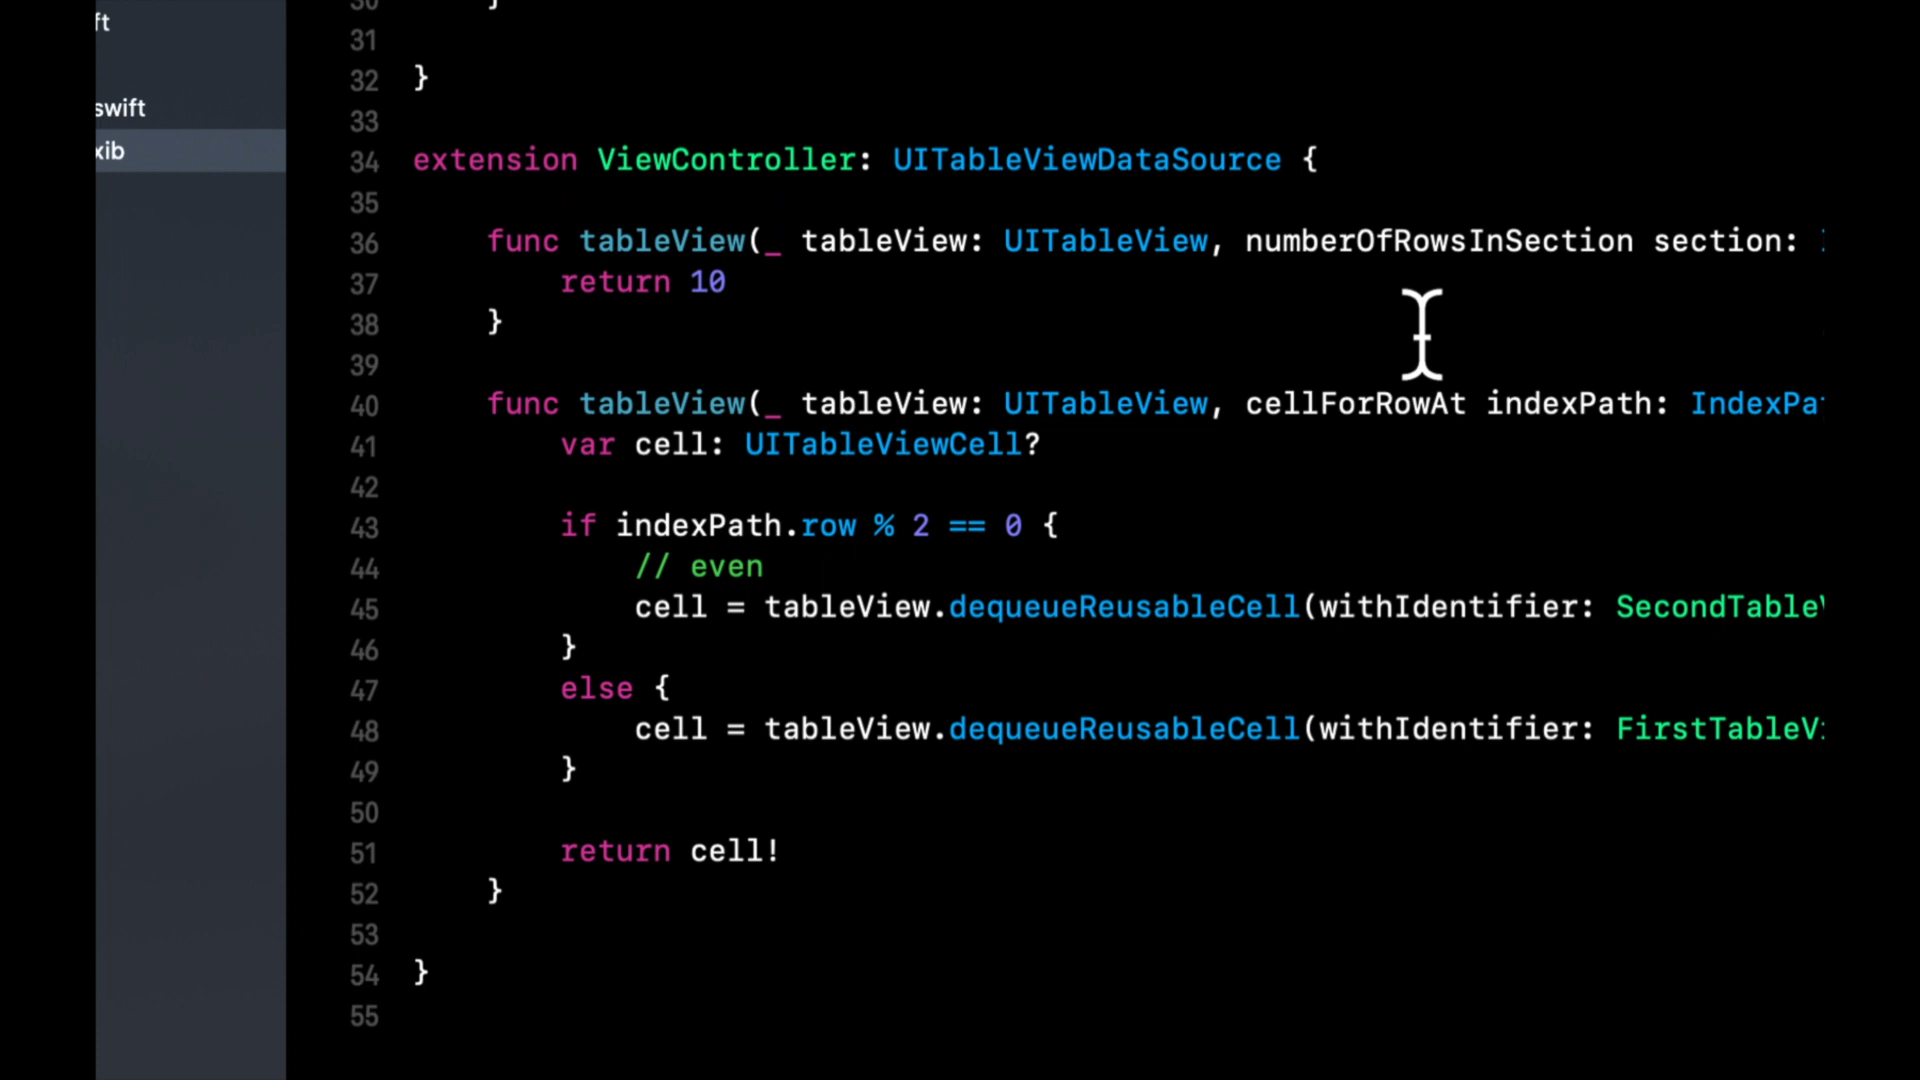 ft
swift
xib
30 }
31
32 }
33
34 extension ViewController: UITableViewDataSource {
35
36 func tableView(_ tableView: UITableView, numberOfRowsInSection section:
37 return 10
38 }
39
40 func tableView(_ tableView: UITableView, cellForRowAt indexPath: IndexPa
41 var cell: UITableViewCell?
42
43 if indexPath.row % 2 == 0 {
44 // even
45 cell = tableView.dequeueReusableCell(withIdentifier: SecondTable
46 }
47 else {
48 cell = tableView.dequeueReusableCell(withIdentifier: FirstTableV
49 }
50
51 return cell!
52 }
53
54 }
55